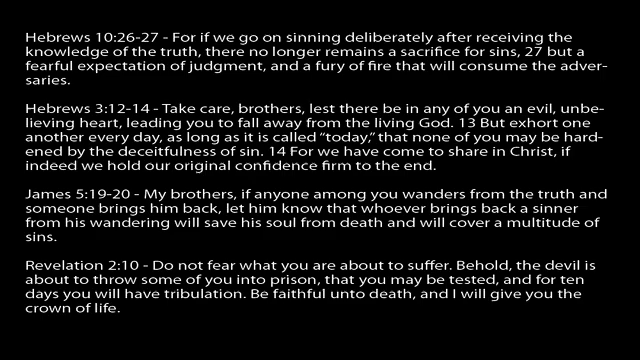 Hebrews 10:26-27 - For if we go on sinning deliberately after receiving the
knowledge of the truth, there no longer remains a sacrifice for sins, 27 but a
fearful expectation of judgment, and a fury of fire that will consume the adver-
saries.
Hebrews 3:12-14 - Take care, brothers, lest there be in any of you an evil, unbe-
lieving heart, leading you to fall away from the living God. 13 But exhort one
another every day, as long as it is called “today,” that none of you may be hard-
ened by the deceitfulness of sin. 14 For we have come to share in Christ, if
indeed we hold our original confidence firm to the end.
James 5:19-20 - My brothers, if anyone among you wanders from the truth and
someone brings him back, let him know that whoever brings back a sinner
from his wandering will save his soul from death and will cover a multitude of
sins.
Revelation 2:10 - Do not fear what you are about to suffer. Behold, the devil is
about to throw some of you into prison, that you may be tested, and for ten
days you will have tribulation. Be faithful unto death, and I will give you the
crown of life.